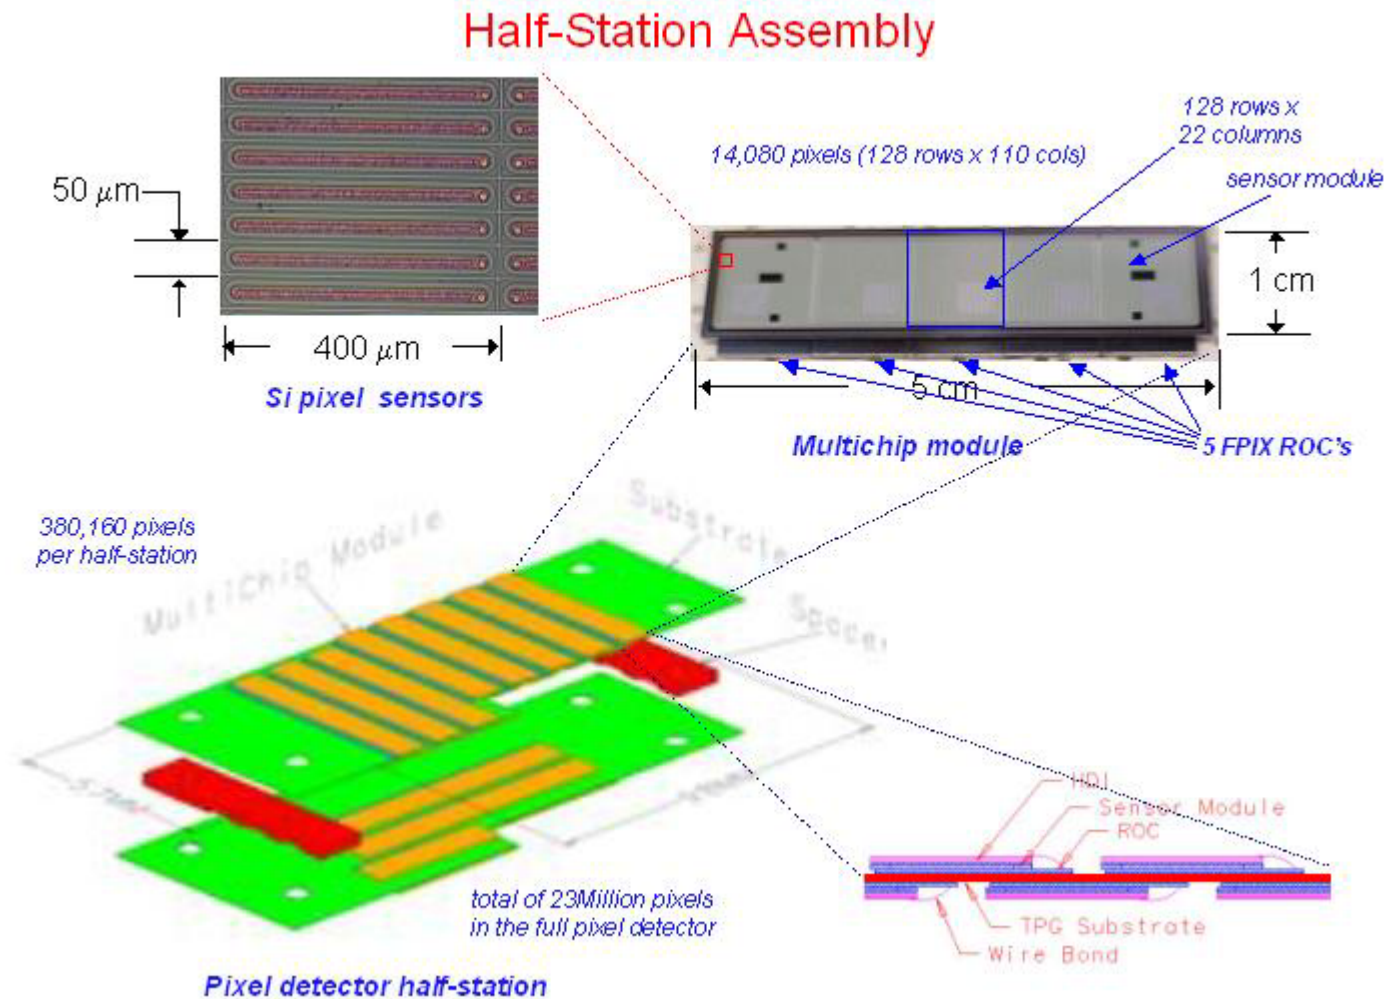 Half-Station Assembly
128 rows x
22 columns
14,080 pixels (128 rows x 110 cols)
sensor module
50 μm
1 cm
400 μm
5 cm
Si pixel sensors
Multichip module
5 FPIX ROC's
380,160 pixels
per half-station
MultiChip Module
Substrate
Spacer
HDI
Sensor Module
ROC
total of 23Million pixels
in the full pixel detector
TPG Substrate
Wire Bond
Pixel detector half-station